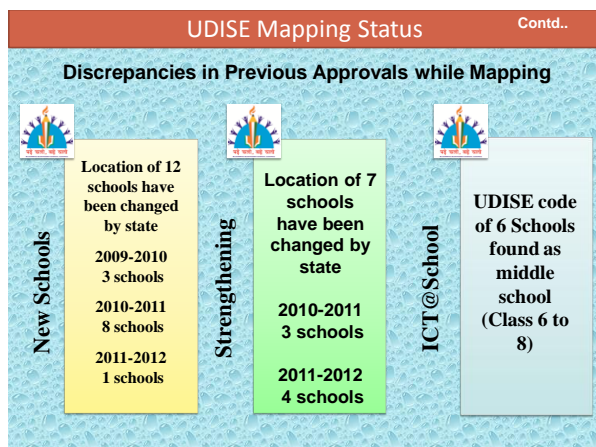 UDISE Mapping Status
Contd..
Discrepancies in Previous Approvals while Mapping
New Schools
Location of 12
schools have
been changed
by state
2009-2010
3 schools
2010-2011
8 schools
2011-2012
1 schools
Strengthening
Location of 7
schools
have been
changed by
state
2010-2011
3 schools
2011-2012
4 schools
ICT@School
UDISE code
of 6 Schools
found as
middle
school
(Class 6 to
8)